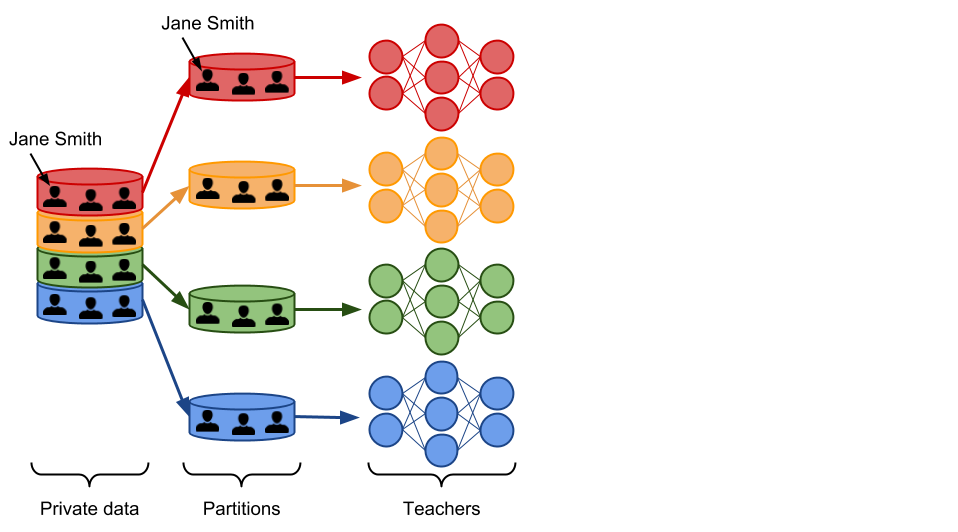 Jane Smith
Jane Smith
Private data
Partitions
Teachers